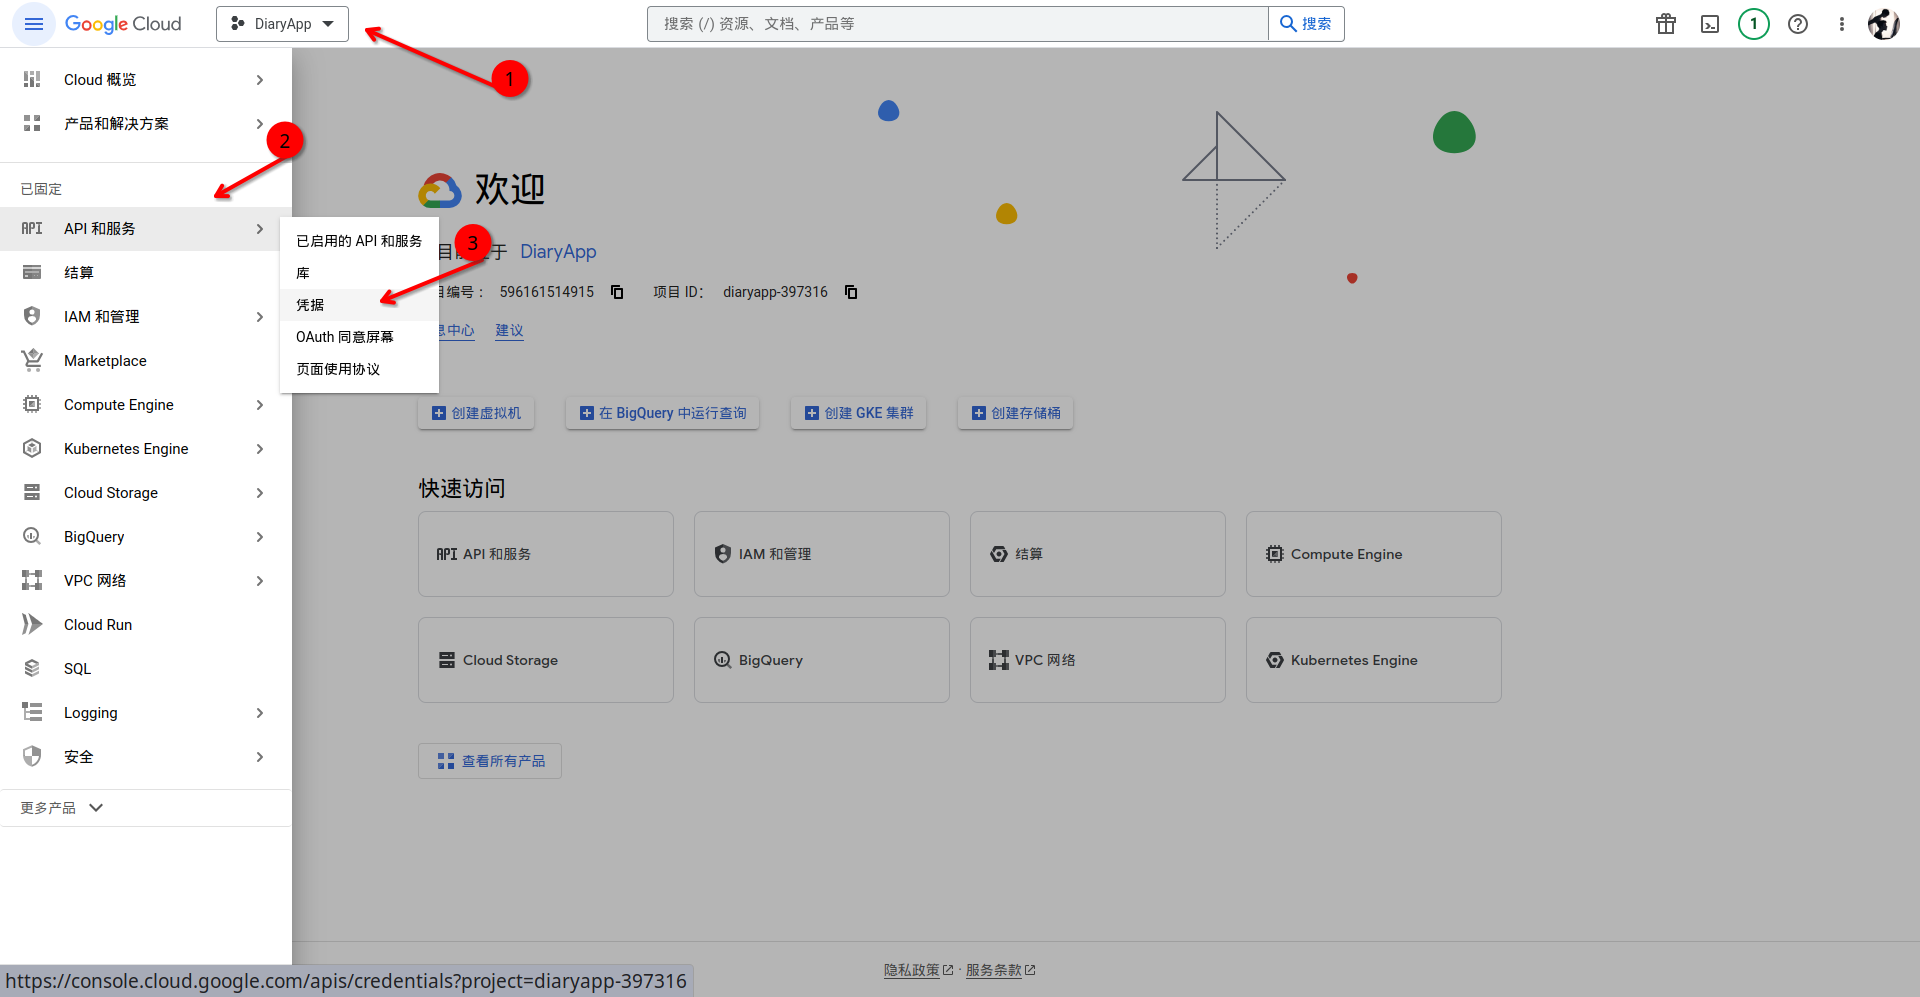 Google Cloud
DiaryApp
搜索 (/) 资源、文档、产品等
搜索
1
1
Cloud 概览
产品和解决方案
2
已固定
API API 和服务
结算
IAM 和管理
Marketplace
Compute Engine
Kubernetes Engine
Cloud Storage
BigQuery
VPC 网络
Cloud Run
SQL
Logging
安全
更多产品
已启用的 API 和服务
库
凭据
OAuth 同意屏幕
页面使用协议
3
欢迎
于 DiaryApp
编号： 596161514915 项目 ID： diaryapp-397316
息中心 建议
创建虚拟机
在 BigQuery 中运行查询
创建 GKE 集群
创建存储桶
快速访问
API API 和服务
IAM 和管理
结算
Compute Engine
Cloud Storage
BigQuery
VPC 网络
Kubernetes Engine
查看所有产品
隐私政策 · 服务条款
https://console.cloud.google.com/apis/credentials?project=diaryapp-397316